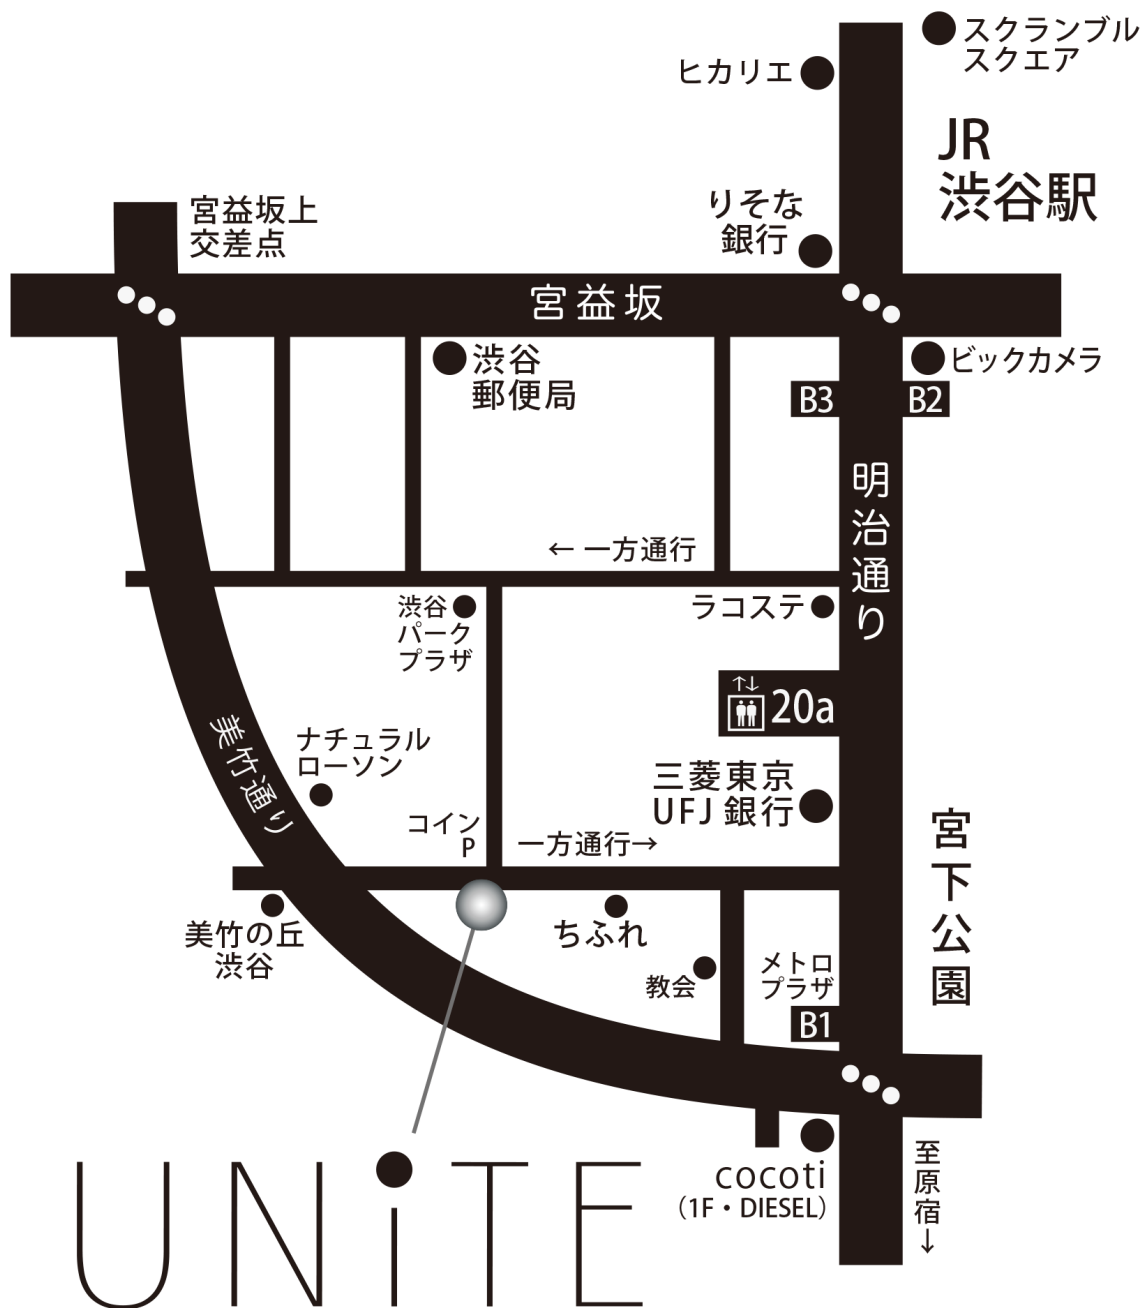 スクランブル
スクエア
ヒカリエ
JR
渋谷駅
宮益坂上
交差点
りそな
銀行
宮益坂
渋谷
郵便局
ビックカメラ
B3
B2
明治通り
← 一方通行
渋谷
パーク
プラザ
ラコステ
↑↓
20a
美竹通り
ナチュラル
ローソン
三菱東京
UFJ 銀行
コイン
P
一方通行→
宮下公園
美竹の丘
渋谷
ちふれ
教会
メトロ
プラザ
B1
cocoti
（1F・DIESEL）
至原宿→
UNiTE